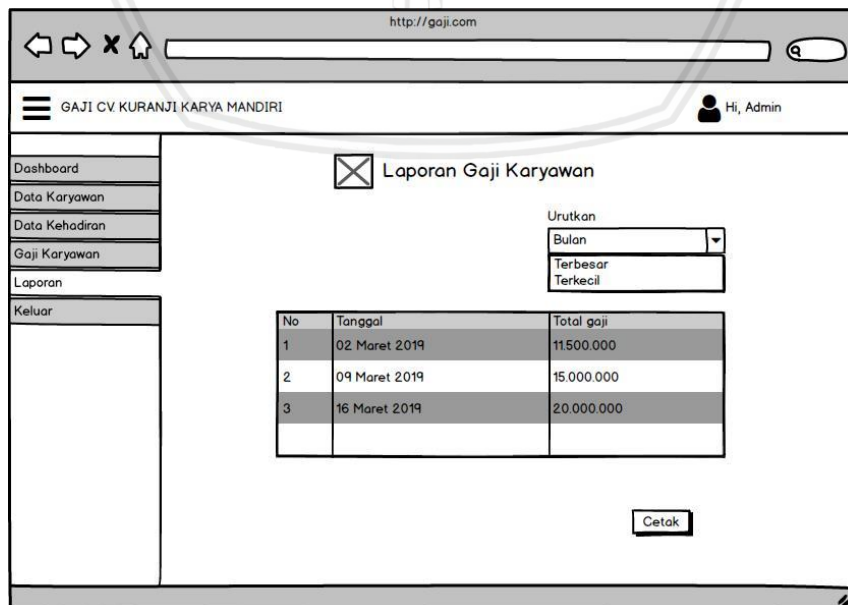 http://gaji.com
GAJI CV. KURANJI KARYA MANDIRI
Hi, Admin
Dashboard
Data Karyawan
Data Kehadiran
Gaji Karyawan
Laporan
Keluar
Laporan Gaji Karyawan
Urutkan
Bulan
Terbesar
Terkecil
No Tanggal Total gaji
1 02 Maret 2019 11.500.000
2 09 Maret 2019 15.000.000
3 16 Maret 2019 20.000.000
Cetak